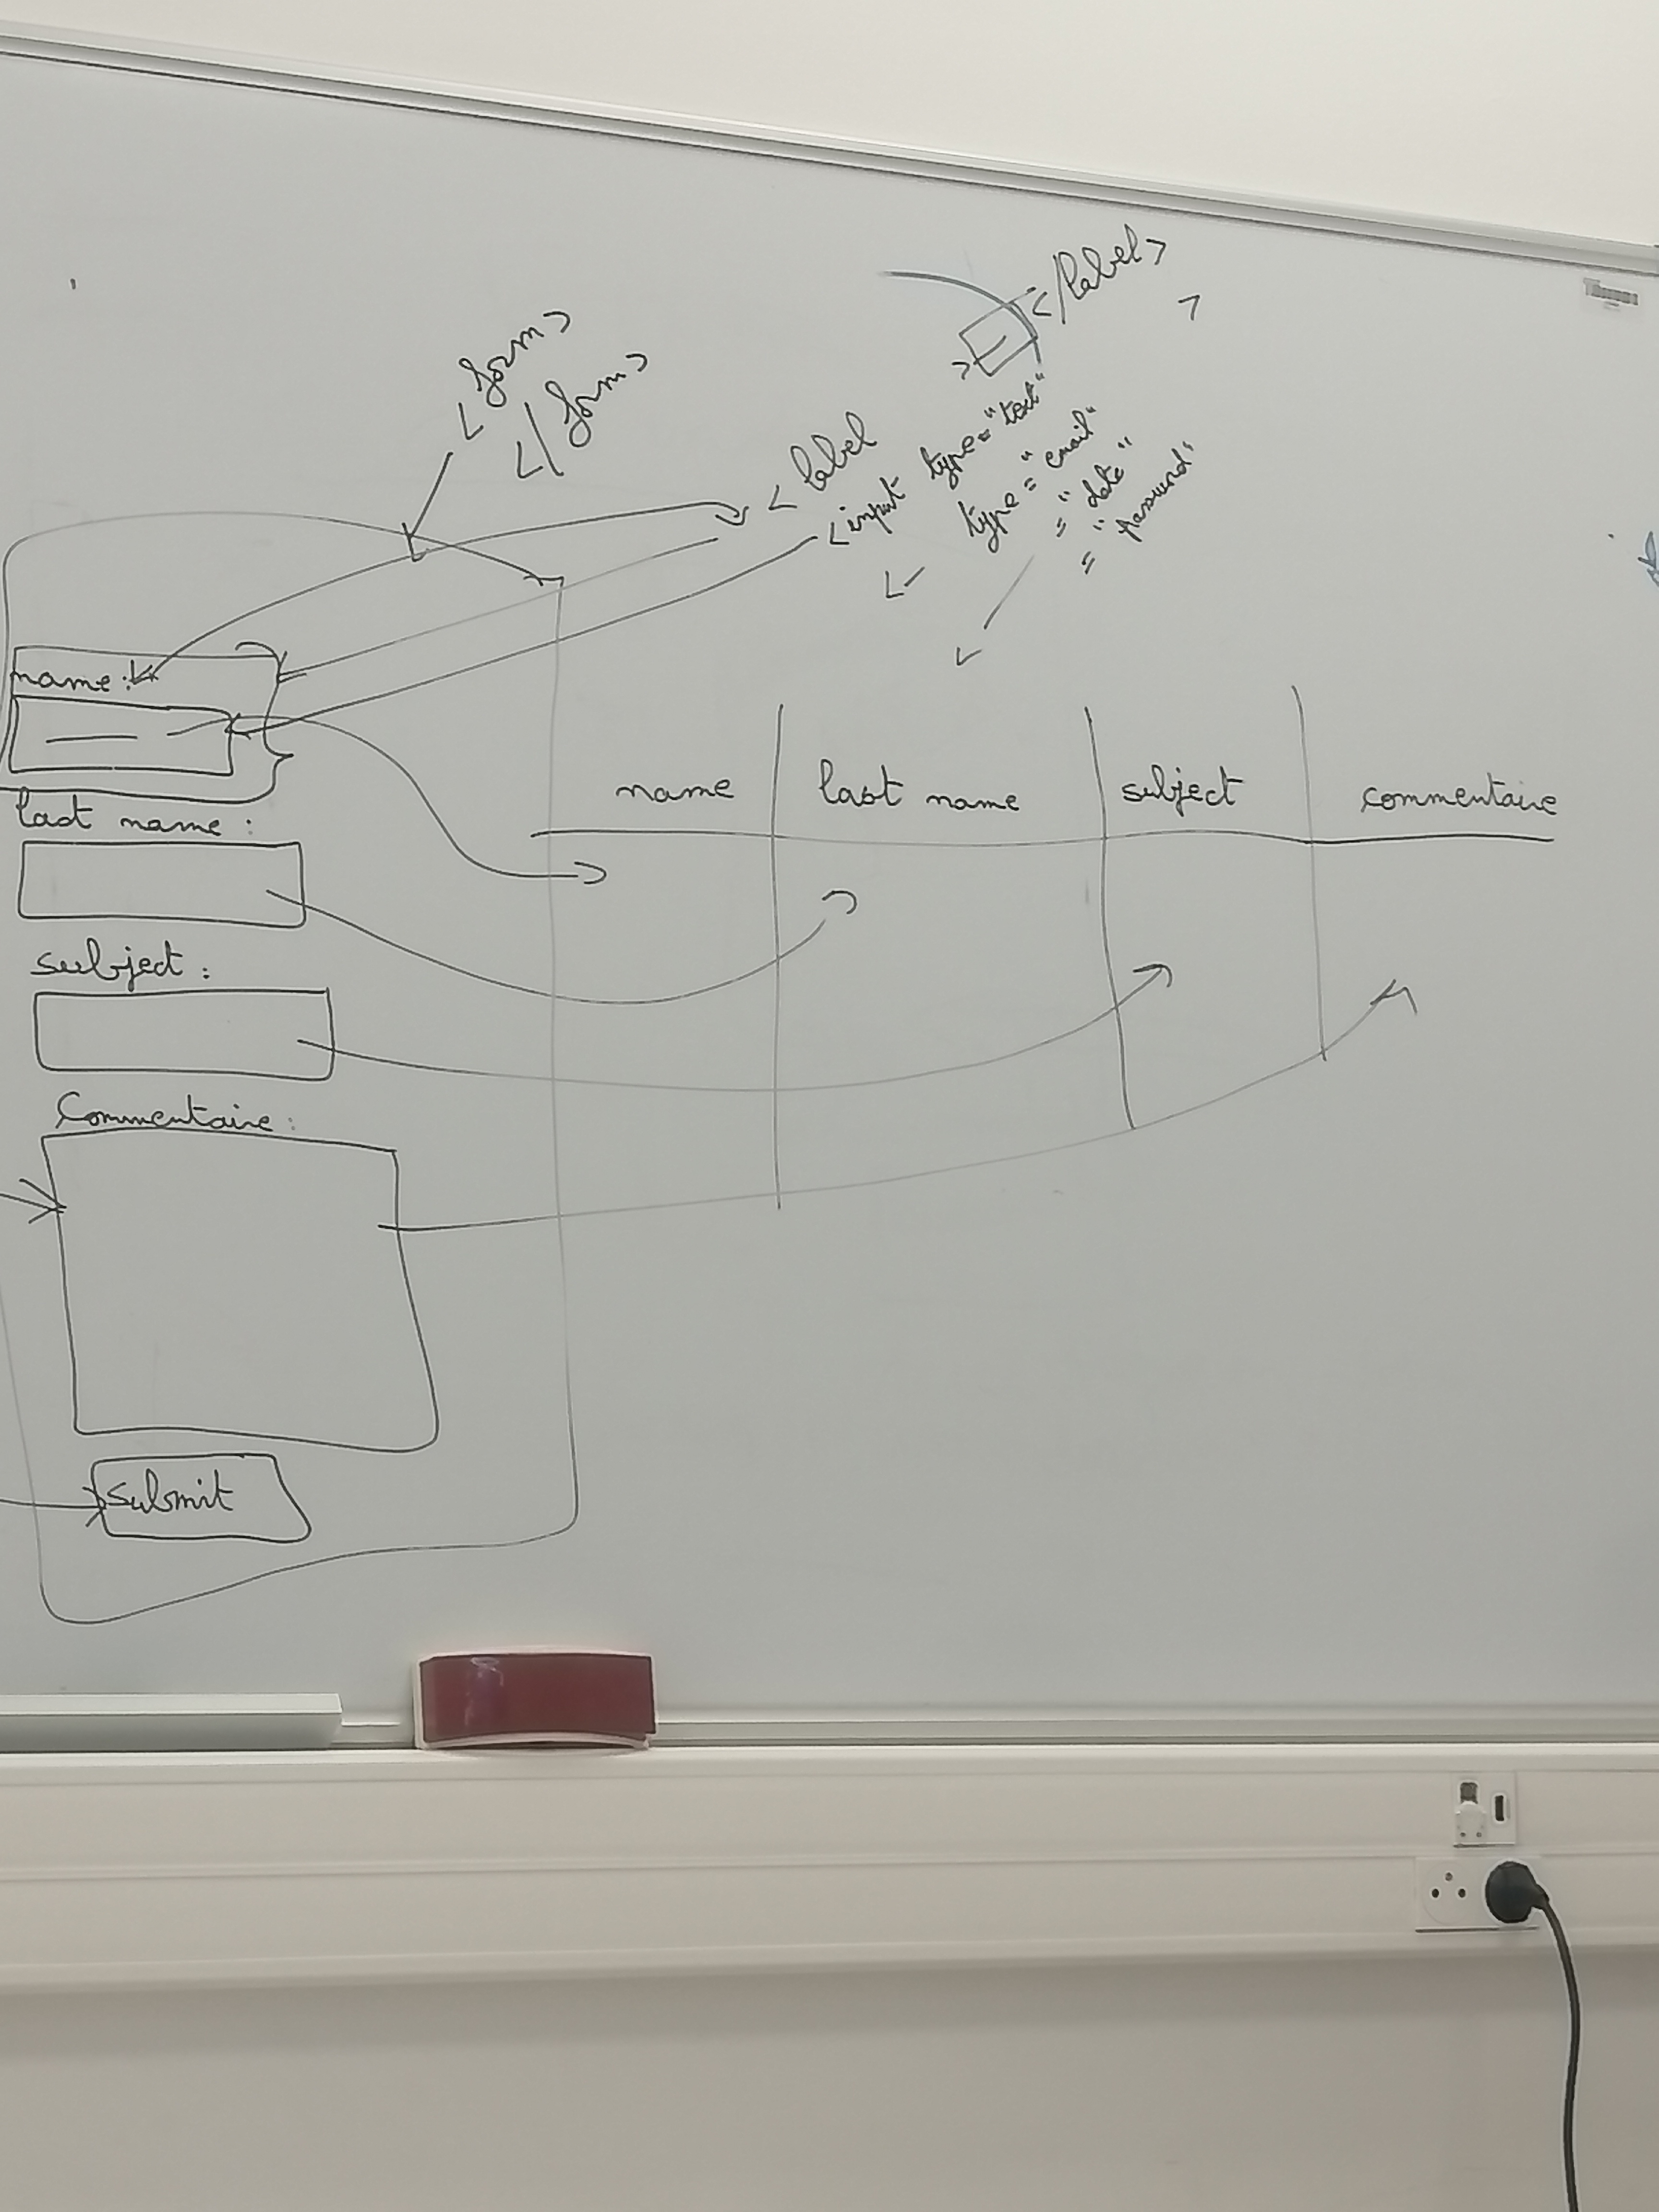 </label>
<form>
</form>
>
< label >
<input type="text" >
type="email"
="date"
="password"
name:
last name:
subject:
Commentaire:
submit
name last name subject commentaire